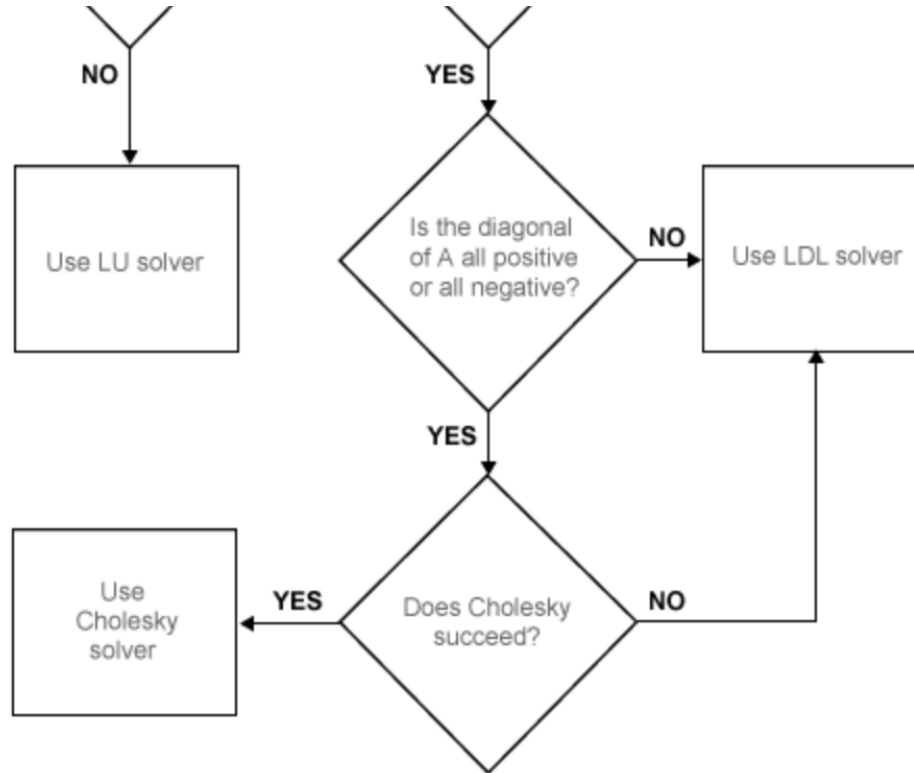 NO
YES
Use LU solver
Is the diagonal
of A all positive
or all negative?
NO
Use LDL solver
YES
Use
Cholesky
solver
YES
Does Cholesky
succeed?
NO